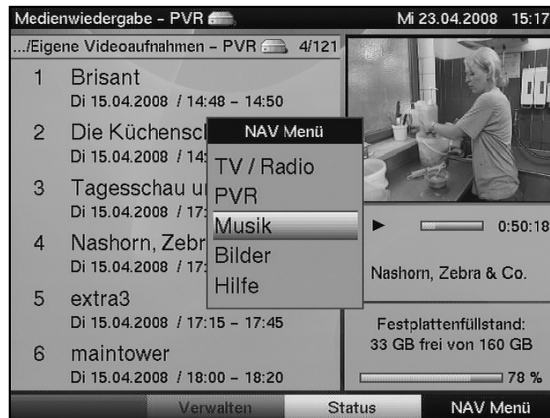 Medienwiedergabe - PVR
Mi 23.04.2008 15:17
.../Eigene Videoaufnahmen - PVR 4/121
1 Brisant
Di 15.04.2008 / 14:48 - 14:50
2 Die Küchenscl
Di 15.04.2008 / 14:
3 Tagesschau u
Di 15.04.2008 / 17:
4 Nashorn, Zebr
Di 15.04.2008 / 17:
5 extra3
Di 15.04.2008 / 17:15 - 17:45
6 maintower
Di 15.04.2008 / 18:00 - 18:20
NAV Menü
TV / Radio
PVR
Musik
Bilder
Hilfe
0:50:18
Nashorn, Zebra & Co.
Festplattenfüllstand:
33 GB frei von 160 GB
78 %
Verwalten
Status
NAV Menü